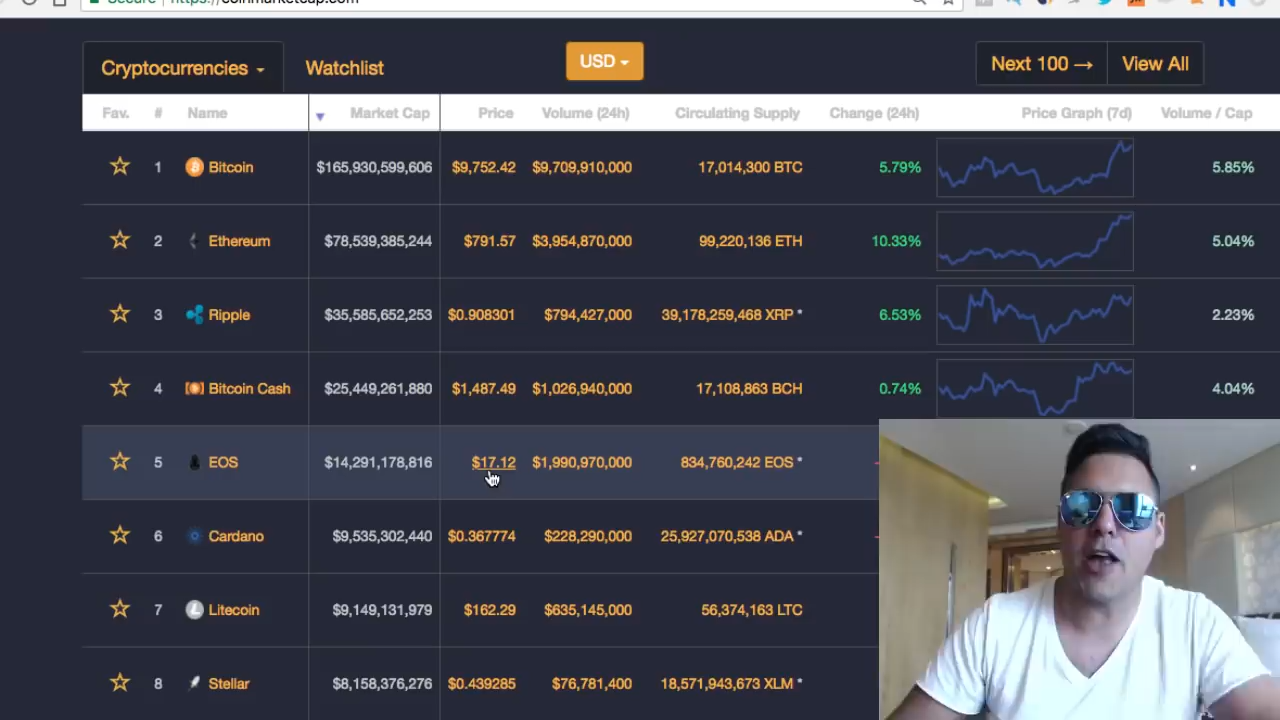 Secure https://coinmarketcap.com
Cryptocurrencies Watchlist USD Next 100 → View All
Fav. # Name Market Cap Price Volume (24h) Circulating Supply Change (24h) Price Graph (7d) Volume / Cap
1 Bitcoin $165,930,599,606 $9,752.42 $9,709,910,000 17,014,300 BTC 5.79% 5.85%
2 Ethereum $78,539,385,244 $791.57 $3,954,870,000 99,220,136 ETH 10.33% 5.04%
3 Ripple $35,585,652,253 $0.908301 $794,427,000 39,178,259,468 XRP * 6.53% 2.23%
4 Bitcoin Cash $25,449,261,880 $1,487.49 $1,026,940,000 17,108,863 BCH 0.74% 4.04%
5 EOS $14,291,178,816 $17.12 $1,990,970,000 834,760,242 EOS * -
6 Cardano $9,535,302,440 $0.367774 $228,290,000 25,927,070,538 ADA * -
7 Litecoin $9,149,131,979 $162.29 $635,145,000 56,374,163 LTC
8 Stellar $8,158,376,276 $0.439285 $76,781,400 18,571,943,673 XLM *